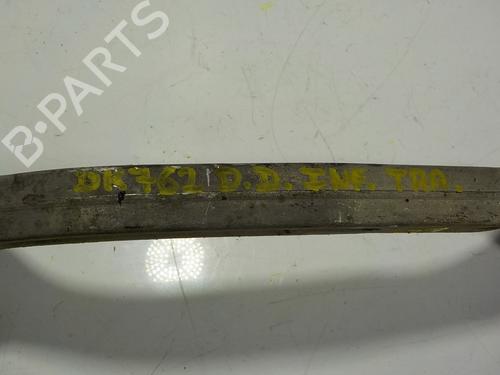 B-PARTS
DK762 D.D. INF. TRA.